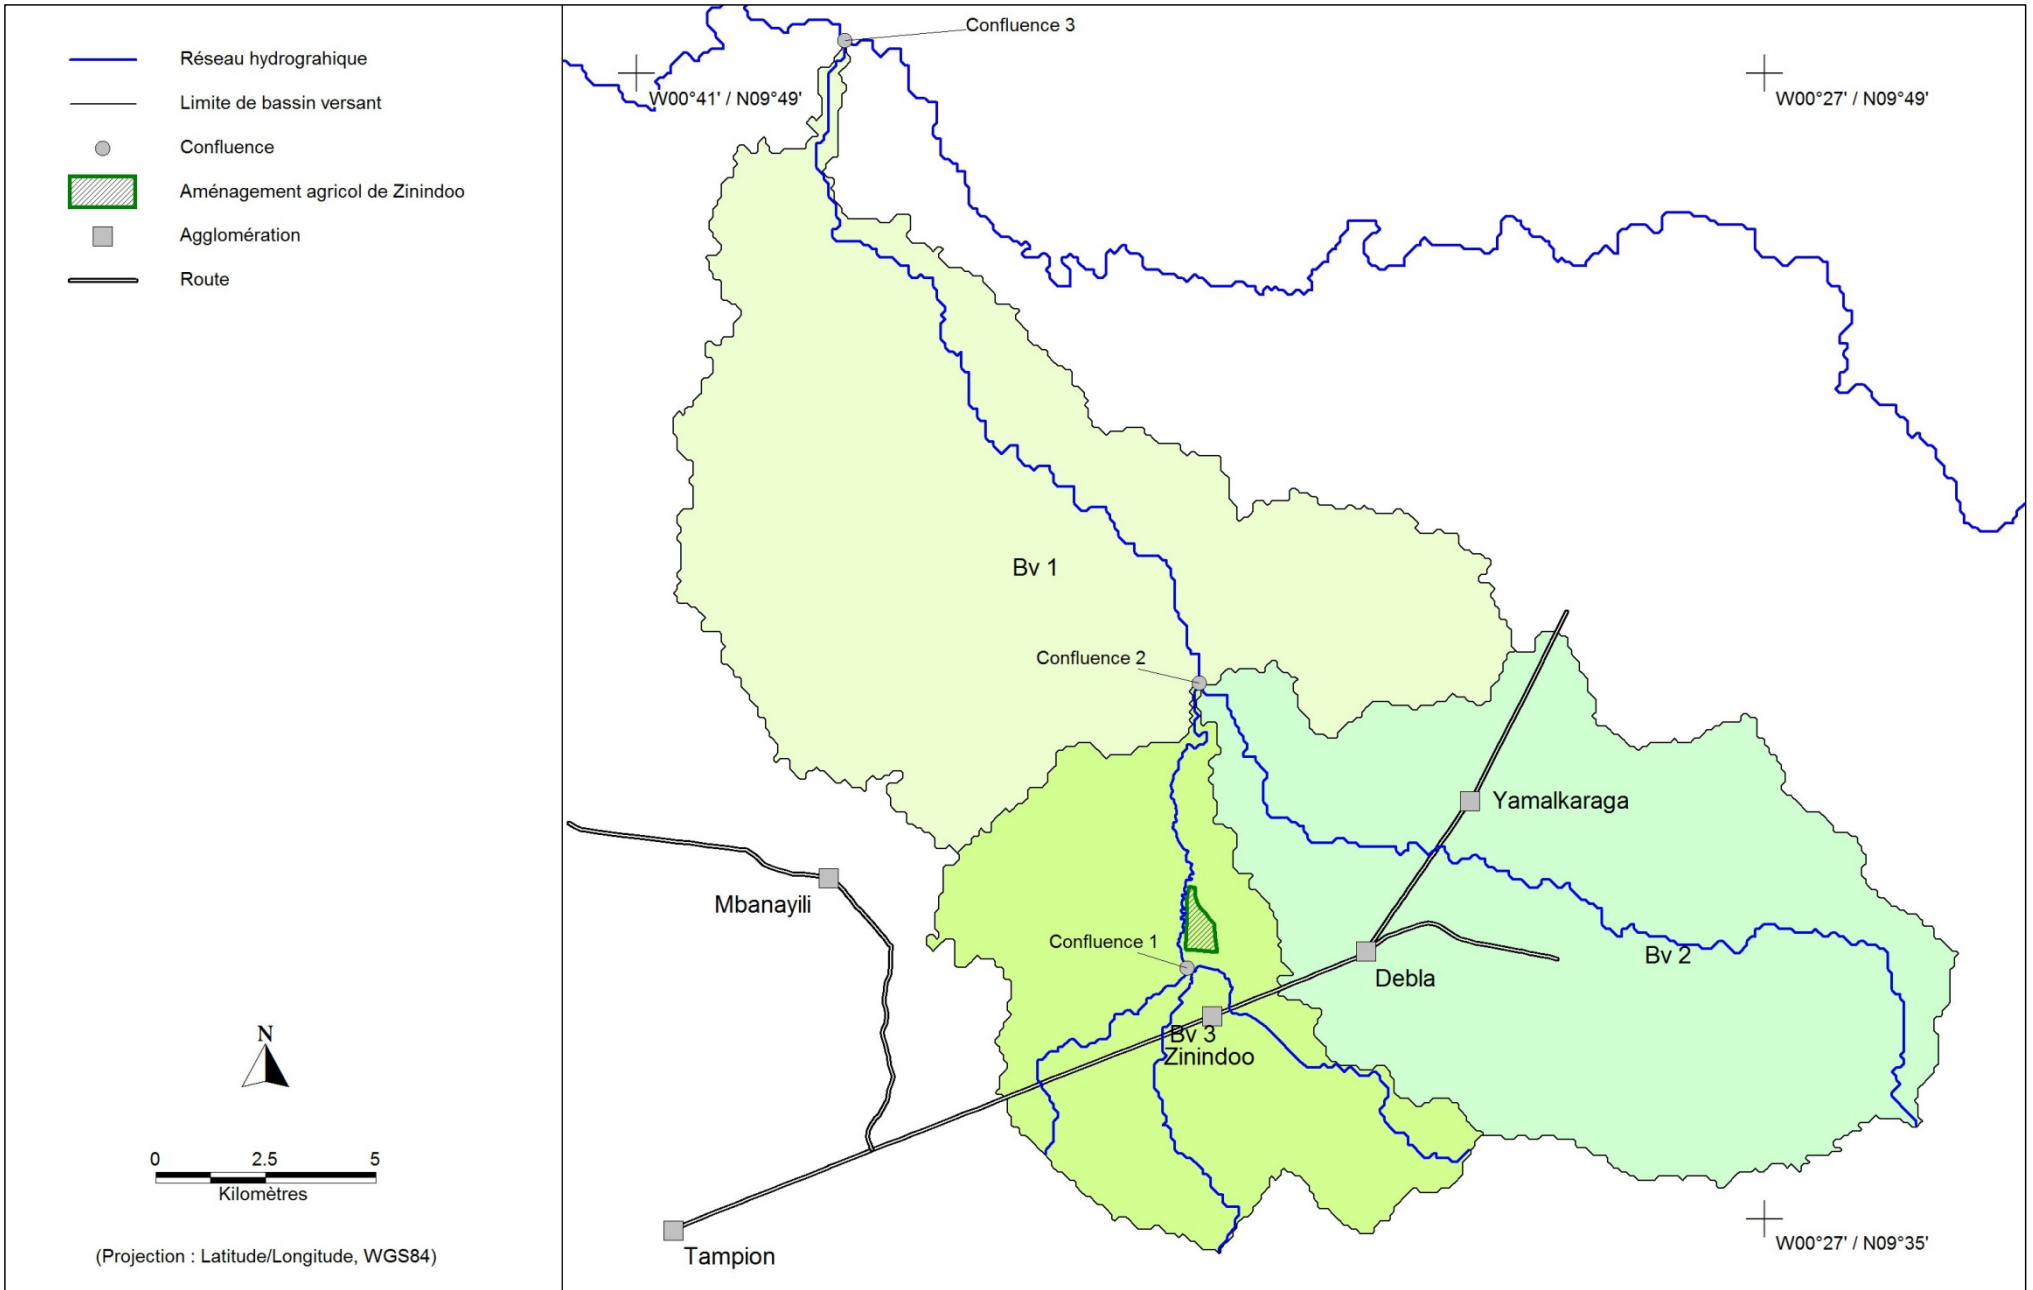 Réseau hydrograhique
Limite de bassin versant
Confluence
Aménagement agricol de Zinindoo
Agglomération
Route
N
0 2.5 5
Kilomètres
(Projection : Latitude/Longitude, WGS84)
Confluence 3
W00°41' / N09°49'
W00°27' / N09°49'
Bv 1
Confluence 2
Yamalkaraga
Mbanayili
Confluence 1
Bv 2
Debla
Bv 3
Zinindoo
Tampion
W00°27' / N09°35'